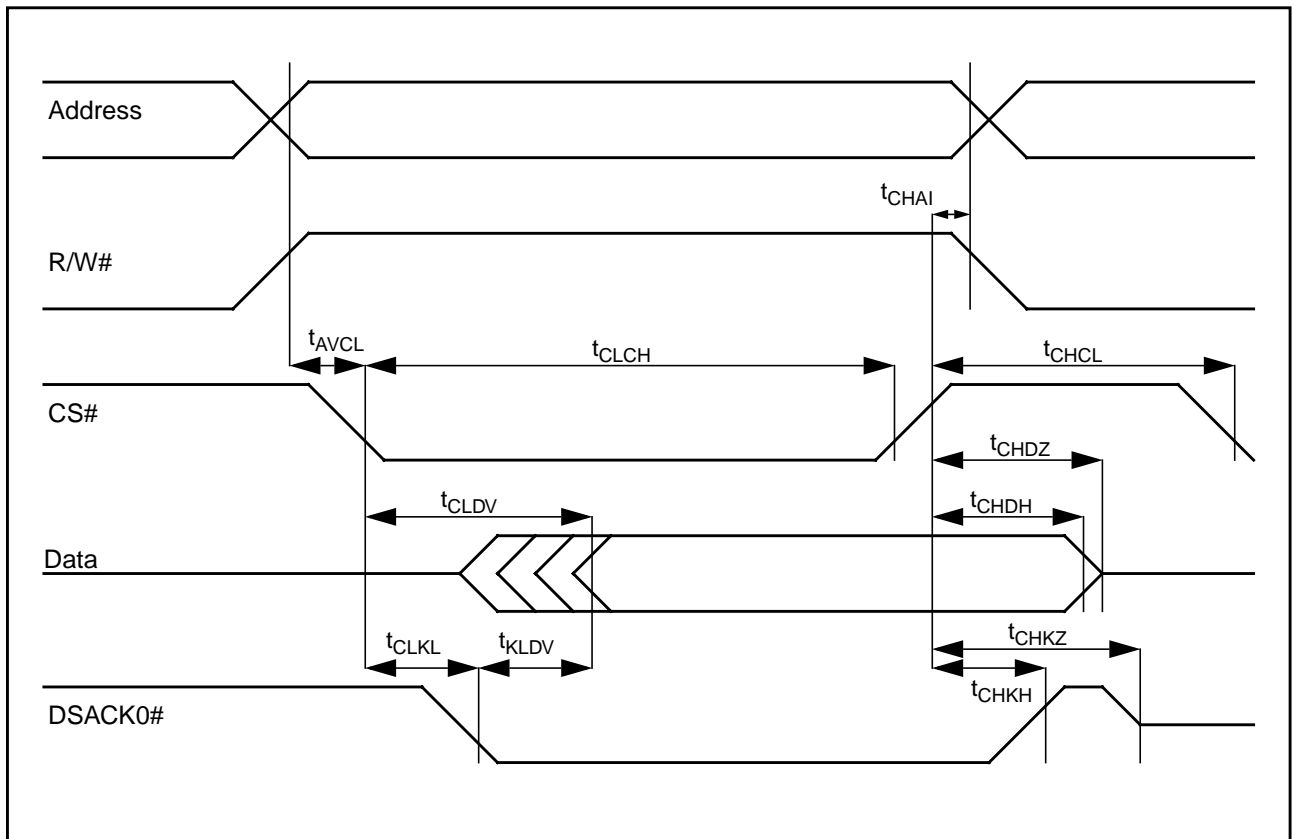 Address
tCHAI
R/W#
tAVCL
tCLCH
tCHCL
CS#
tCHDZ
tCLDV
tCHDH
Data
tCLKL
tKLDV
tCHKZ
tCHKH
DSACK0#